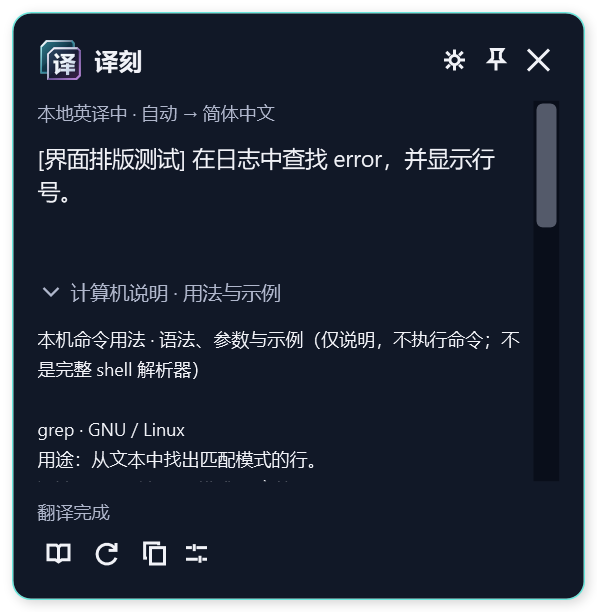 译 译刻
本地英译中 · 自动 → 简体中文
[界面排版测试] 在日志中查找 error，并显示行
号。
计算机说明 · 用法与示例
本机命令用法 · 语法、参数与示例（仅说明，不执行命令；不
是完整 shell 解析器）
grep · GNU / Linux
用途：从文本中找出匹配模式的行。
翻译完成